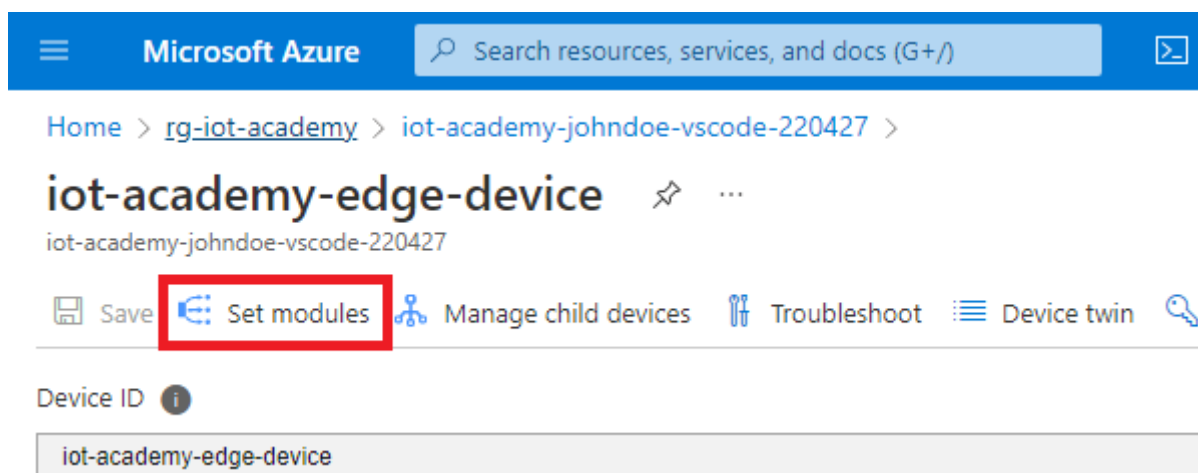 Microsoft Azure Search resources, services, and docs (G+/)
Home > rg-iot-academy > iot-academy-johndoe-vscode-220427 >
iot-academy-edge-device ...
iot-academy-johndoe-vscode-220427
Save Set modules Manage child devices Troubleshoot Device twin
Device ID
iot-academy-edge-device